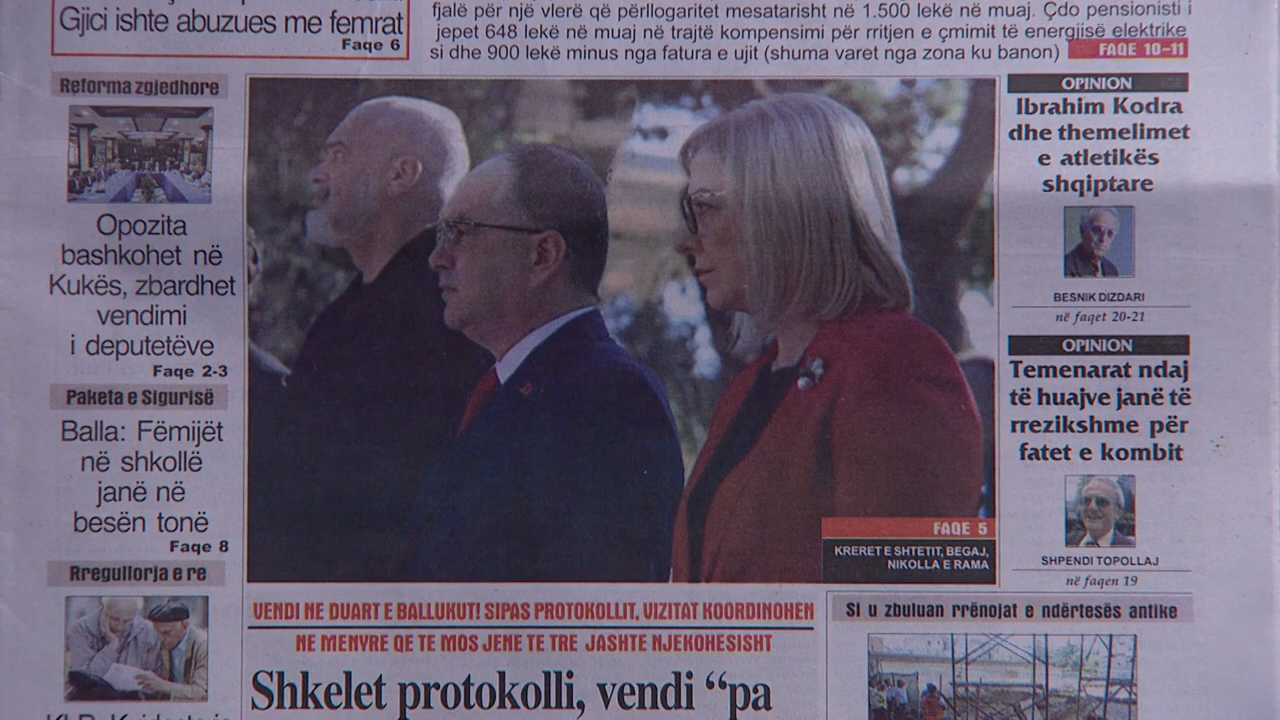 Gjici ishte abuzues me femrat
Faqe 6
fjalë për një vlerë që përllogaritet mesatarisht në 1.500 lekë në muaj. Çdo pensionisti i
jepet 648 lekë në muaj në trajtë kompensimi për rritjen e çmimit të energjisë elektrike
si dhe 900 lekë minus nga fatura e ujit (shuma varet nga zona ku banon)
FAQE 10-11
Reforma zgjedhore
Opozita
bashkohet në
Kukës, zbardhet
vendimi
i deputetëve
Faqe 2-3
Paketa e Sigurisë
Balla: Fëmijët
në shkollë
janë në
besën tonë
Faqe 8
Rregullorja e re
FAQE 5
KRERET E SHTETIT, BEGAJ,
NIKOLLA E RAMA
VENDI NE DUART E BALLUKUT! SIPAS PROTOKOLLIT, VIZITAT KOORDINOHEN
NE MENYRE QE TE MOS JENE TE TRE JASHTE NJEKOHESISHT
Shkelet protokolli, vendi “pa
OPINION
Ibrahim Kodra
dhe themelimet
e atletikës
shqiptare
BESNIK DIZDARI
në faqet 20-21
OPINION
Temenarat ndaj
të huajve janë të
rrezikshme për
fatet e kombit
SHPENDI TOPOLLAJ
në faqen 19
Si u zbuluan rrënojat e ndërtesës antike